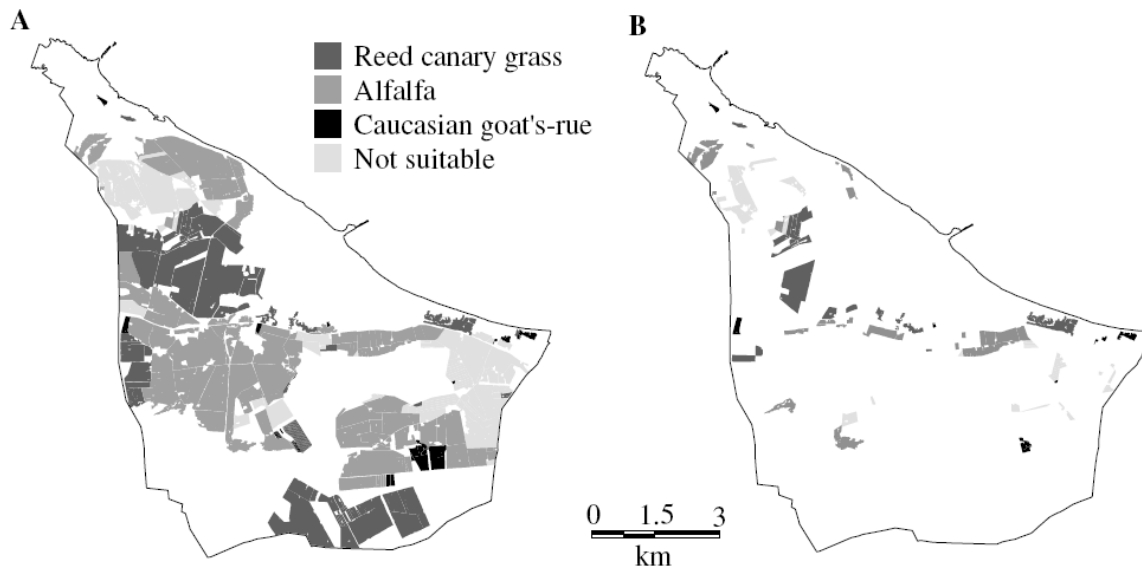 A
Reed canary grass
Alfalfa
Caucasian goat's-rue
Not suitable
B
0 1.5 3
km